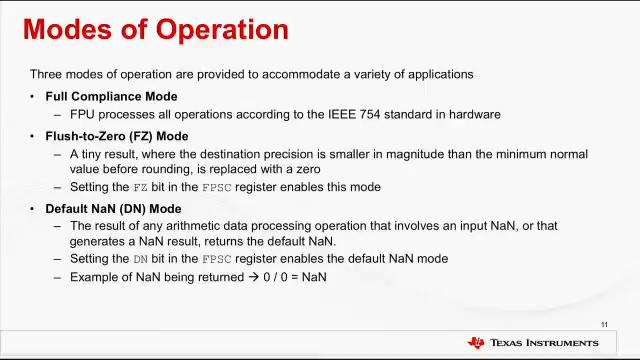 Modes of Operation
Three modes of operation are provided to accommodate a variety of applications
• Full Compliance Mode
– FPU processes all operations according to the IEEE 754 standard in hardware
• Flush-to-Zero (FZ) Mode
– A tiny result, where the destination precision is smaller in magnitude than the minimum normal
value before rounding, is replaced with a zero
– Setting the FZ bit in the FPSC register enables this mode
• Default NaN (DN) Mode
– The result of any arithmetic data processing operation that involves an input NaN, or that
generates a NaN result, returns the default NaN.
– Setting the DN bit in the FPSC register enables the default NaN mode
– Example of NaN being returned → 0 / 0 = NaN
11
TEXAS INSTRUMENTS